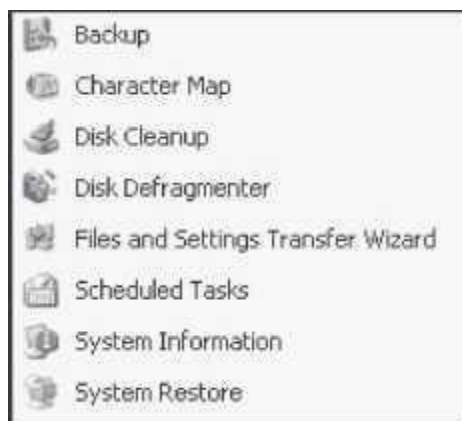 Backup
Character Map
Disk Cleanup
Disk Defragmenter
Files and Settings Transfer Wizard
Scheduled Tasks
System Information
System Restore